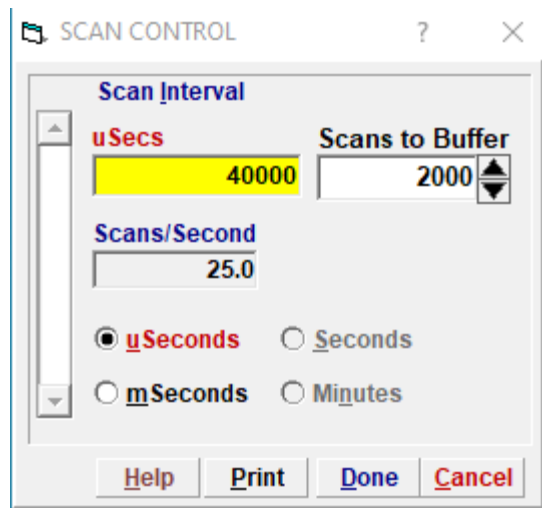 SCAN CONTROL ? ×
Scan Interval
uSecs Scans to Buffer
40000 2000
Scans/Second
25.0
uSeconds Seconds
mSeconds Minutes
Help Print Done Cancel